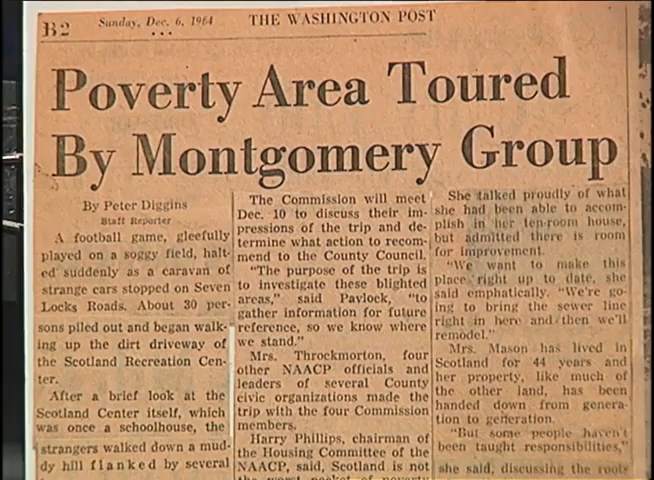 B2
Sunday, Dec. 6, 1964
THE WASHINGTON POST
• • •
Poverty Area Toured
By Montgomery Group
By Peter Diggins
Staff Reporter
A football game, gleefully
played on a soggy field, halt-
ed suddenly as a caravan of
strange cars stopped on Seven
Locks Roads. About 30 per-
sons piled out and began walk-
ing up the dirt driveway of
the Scotland Recreation Cen-
ter.
After a brief look at the
Scotland Center itself, which
was once a schoolhouse, the
strangers walked down a mud-
dy hill flanked by several
The Commission will meet
Dec. 10 to discuss their im-
pressions of the trip and de-
termine what action to recom-
mend to the County Council.
"The purpose of the trip is
to investigate these blighted
areas," said Pavlock, "to
gather information for future
reference, so we know where
we stand."
Mrs. Throckmorton, four
other NAACP officials and
leaders of several County
civic organizations made the
trip with the four Commission
members.
Harry Phillips, chairman of
the Housing Committee of the
NAACP, said, Scotland is not
the worst pocket of poverty
She talked proudly of what
she had been able to accom-
plish in her ten-room house,
but admitted there is room
for improvement.
"We want to make this
place right up to date, she
said emphatically. "We're go-
ing to bring the sewer line
right in here and then we'll
remodel."
Mrs. Mason has lived in
Scotland for 44 years and
her property, like much of
the other land, has been
handed down from genera-
tion to generation.
"But some people haven't
been taught responsibilities,"
she said, discussing the roots